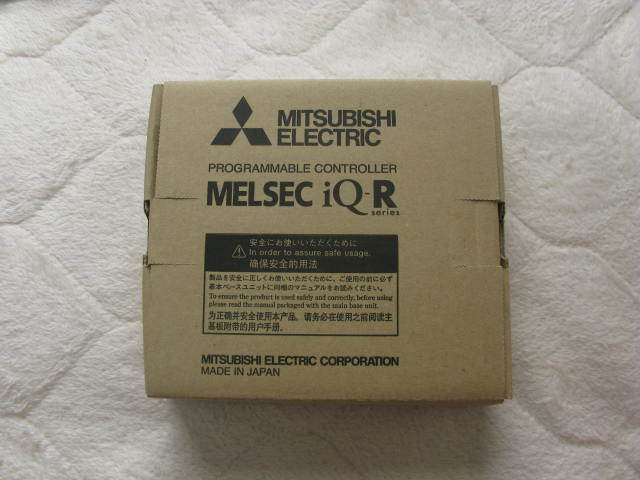 MITSUBISHI
ELECTRIC
PROGRAMMABLE CONTROLLER
MELSEC iQ-R
series
安全にお使いいただくために
In order to assure safe usage.
确保安全的用法
製品を安全に正しくお使いいただくために、ご使用の前に必ず
基本ベースユニットに同梱のマニュアルをお読みください。
To ensure the product is used safely and correctly, before using
please read the manual packaged with the main base unit.
为正确并安全使用本产品，请务必在使用之前阅读主
基板附带的用户手册。
MITSUBISHI ELECTRIC CORPORATION
MADE IN JAPAN